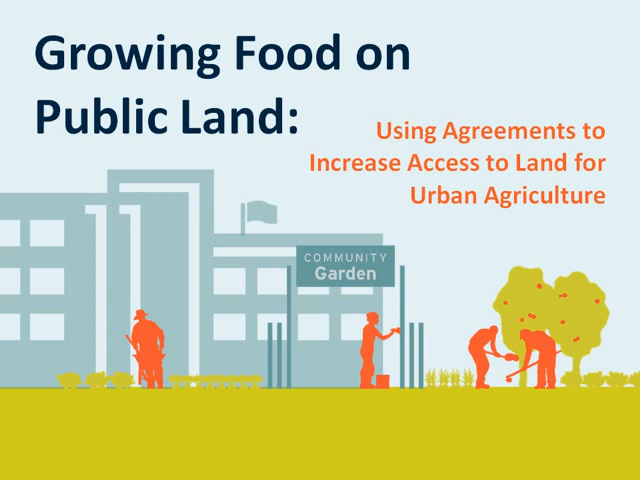 Growing Food on
Public Land:
Using Agreements to
Increase Access to Land for
Urban Agriculture
COMMUNITY
Garden